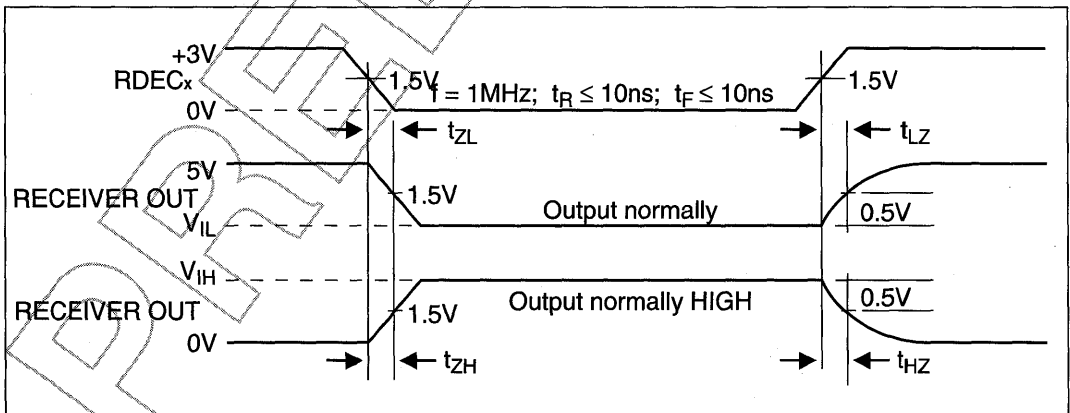 +3V
RDECx
0V
1.5V
f = 1MHz; tR ≤ 10ns; tF ≤ 10ns
1.5V
tZL
tLZ
5V
RECEIVER OUT
VIL
1.5V
Output normally
0.5V
VIH
RECEIVER OUT
0V
1.5V
Output normally HIGH
0.5V
tZH
tHZ
PREL